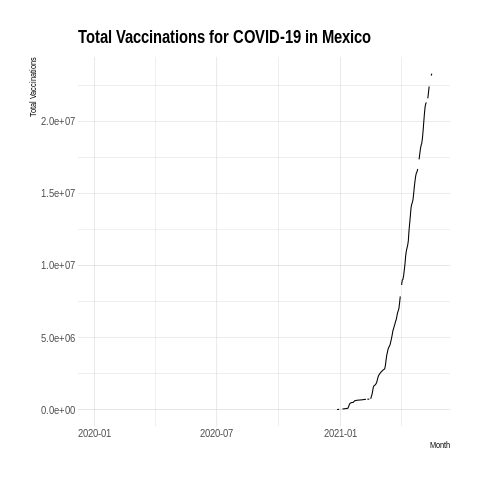 Total Vaccinations for COVID-19 in Mexico
Total Vaccinations
2.0e+07
1.5e+07
1.0e+07
5.0e+06
0.0e+00
2020-01
2020-07
2021-01
Month